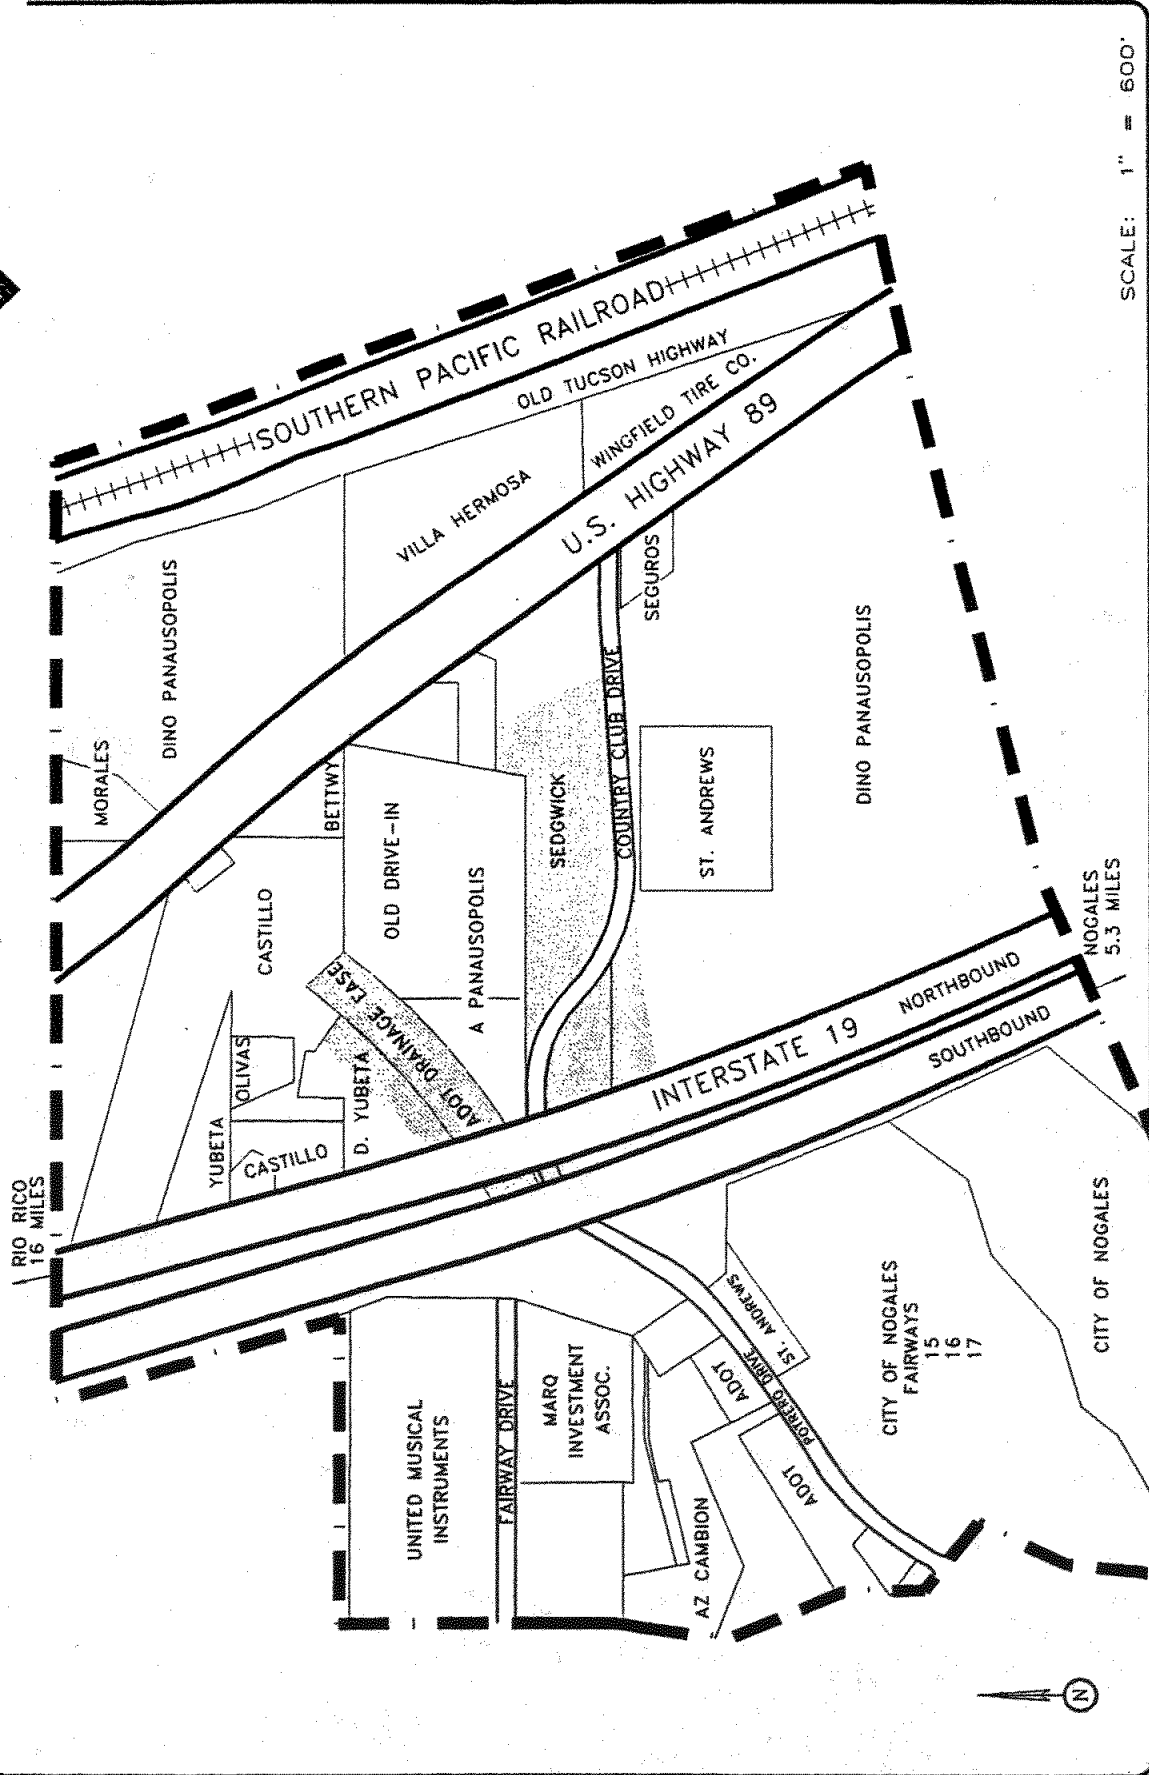 SCALE: 1" = 600'
SOUTHERN PACIFIC RAILROAD
OLD TUCSON HIGHWAY
WINGFIELD TIRE CO.
U.S. HIGHWAY 89
VILLA HERMOSA
DINO PANAUSOPOLIS
MORALES
SEGUROS
BETTWY
OLD DRIVE-IN
SEDGWICK
COUNTRY CLUB DRIVE
ST. ANDREWS
DINO PANAUSOPOLIS
CASTILLO
A PANAUSOPOLIS
ADOT DRAINAGE EASE
OLIVAS
D. YUBETA
YUBETA
CASTILLO
RIO RICO
16 MILES
NOGALES
5.3 MILES
INTERSTATE 19
NORTHBOUND
SOUTHBOUND
UNITED MUSICAL
INSTRUMENTS
FAIRWAY DRIVE
MARQ
INVESTMENT
ASSOC.
ST. ANDREWS
ADOT
POTRERO DRIVE
ADOT
AZ CAMBION
CITY OF NOGALES
FAIRWAYS
15
16
17
CITY OF NOGALES
N